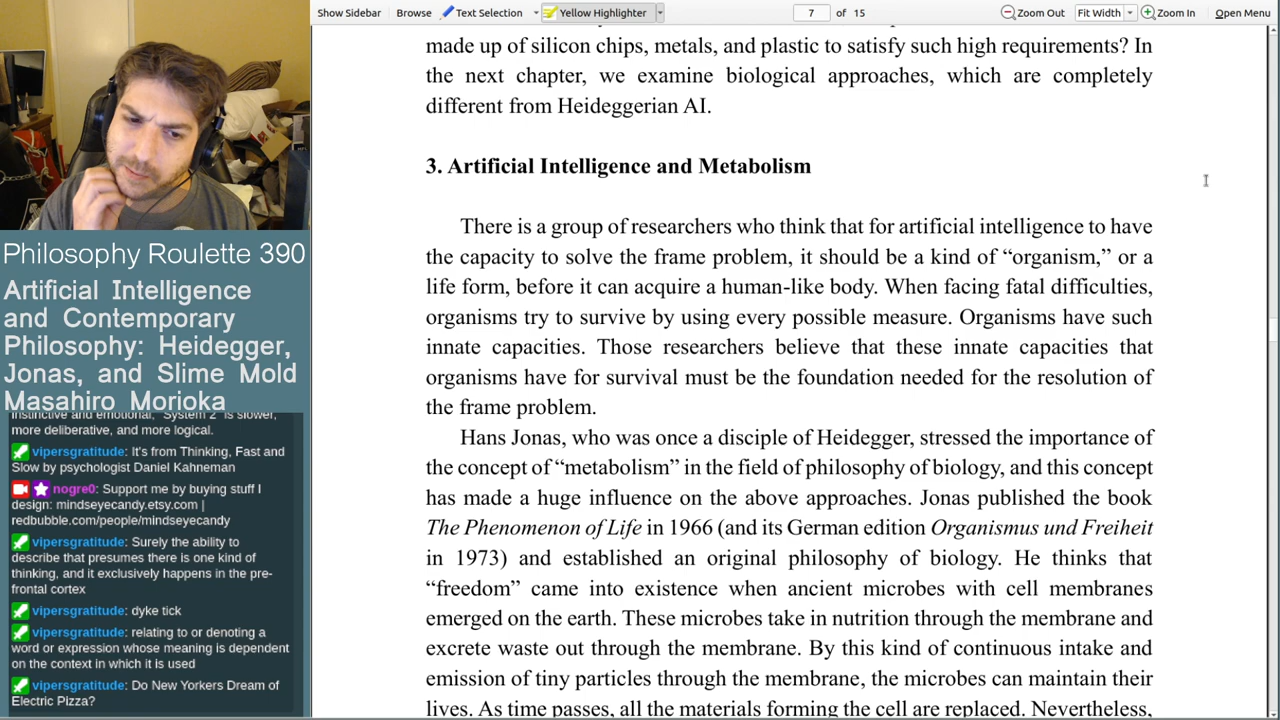 Show Sidebar Browse Text Selection Yellow Highlighter 7 of 15 Zoom Out Fit Width Zoom In Open Menu
made up of silicon chips, metals, and plastic to satisfy such high requirements? In
the next chapter, we examine biological approaches, which are completely
different from Heideggerian AI.
3. Artificial Intelligence and Metabolism
There is a group of researchers who think that for artificial intelligence to have
the capacity to solve the frame problem, it should be a kind of “organism,” or a
life form, before it can acquire a human-like body. When facing fatal difficulties,
organisms try to survive by using every possible measure. Organisms have such
innate capacities. Those researchers believe that these innate capacities that
organisms have for survival must be the foundation needed for the resolution of
the frame problem.
Hans Jonas, who was once a disciple of Heidegger, stressed the importance of
the concept of “metabolism” in the field of philosophy of biology, and this concept
has made a huge influence on the above approaches. Jonas published the book
The Phenomenon of Life in 1966 (and its German edition Organismus und Freiheit
in 1973) and established an original philosophy of biology. He thinks that
“freedom” came into existence when ancient microbes with cell membranes
emerged on the earth. These microbes take in nutrition through the membrane and
excrete waste out through the membrane. By this kind of continuous intake and
emission of tiny particles through the membrane, the microbes can maintain their
lives. As time passes, all the materials forming the cell are replaced. Nevertheless,
Philosophy Roulette 390
Artificial Intelligence
and Contemporary
Philosophy: Heidegger,
Jonas, and Slime Mold
Masahiro Morioka
instinctive and emotional, "System 2" is slower,
more deliberative, and more logical.
vipersgratitude: It's from Thinking, Fast and
Slow by psychologist Daniel Kahneman
nogre0: Support me by buying stuff I
design: mindseyecandy.etsy.com |
redbubble.com/people/mindseyecandy
vipersgratitude: Surely the ability to
describe that presumes there is one kind of
thinking, and it exclusively happens in the pre-
frontal cortex
vipersgratitude: dyke tick
vipersgratitude: relating to or denoting a
word or expression whose meaning is dependent
on the context in which it is used
vipersgratitude: Do New Yorkers Dream of
Electric Pizza?